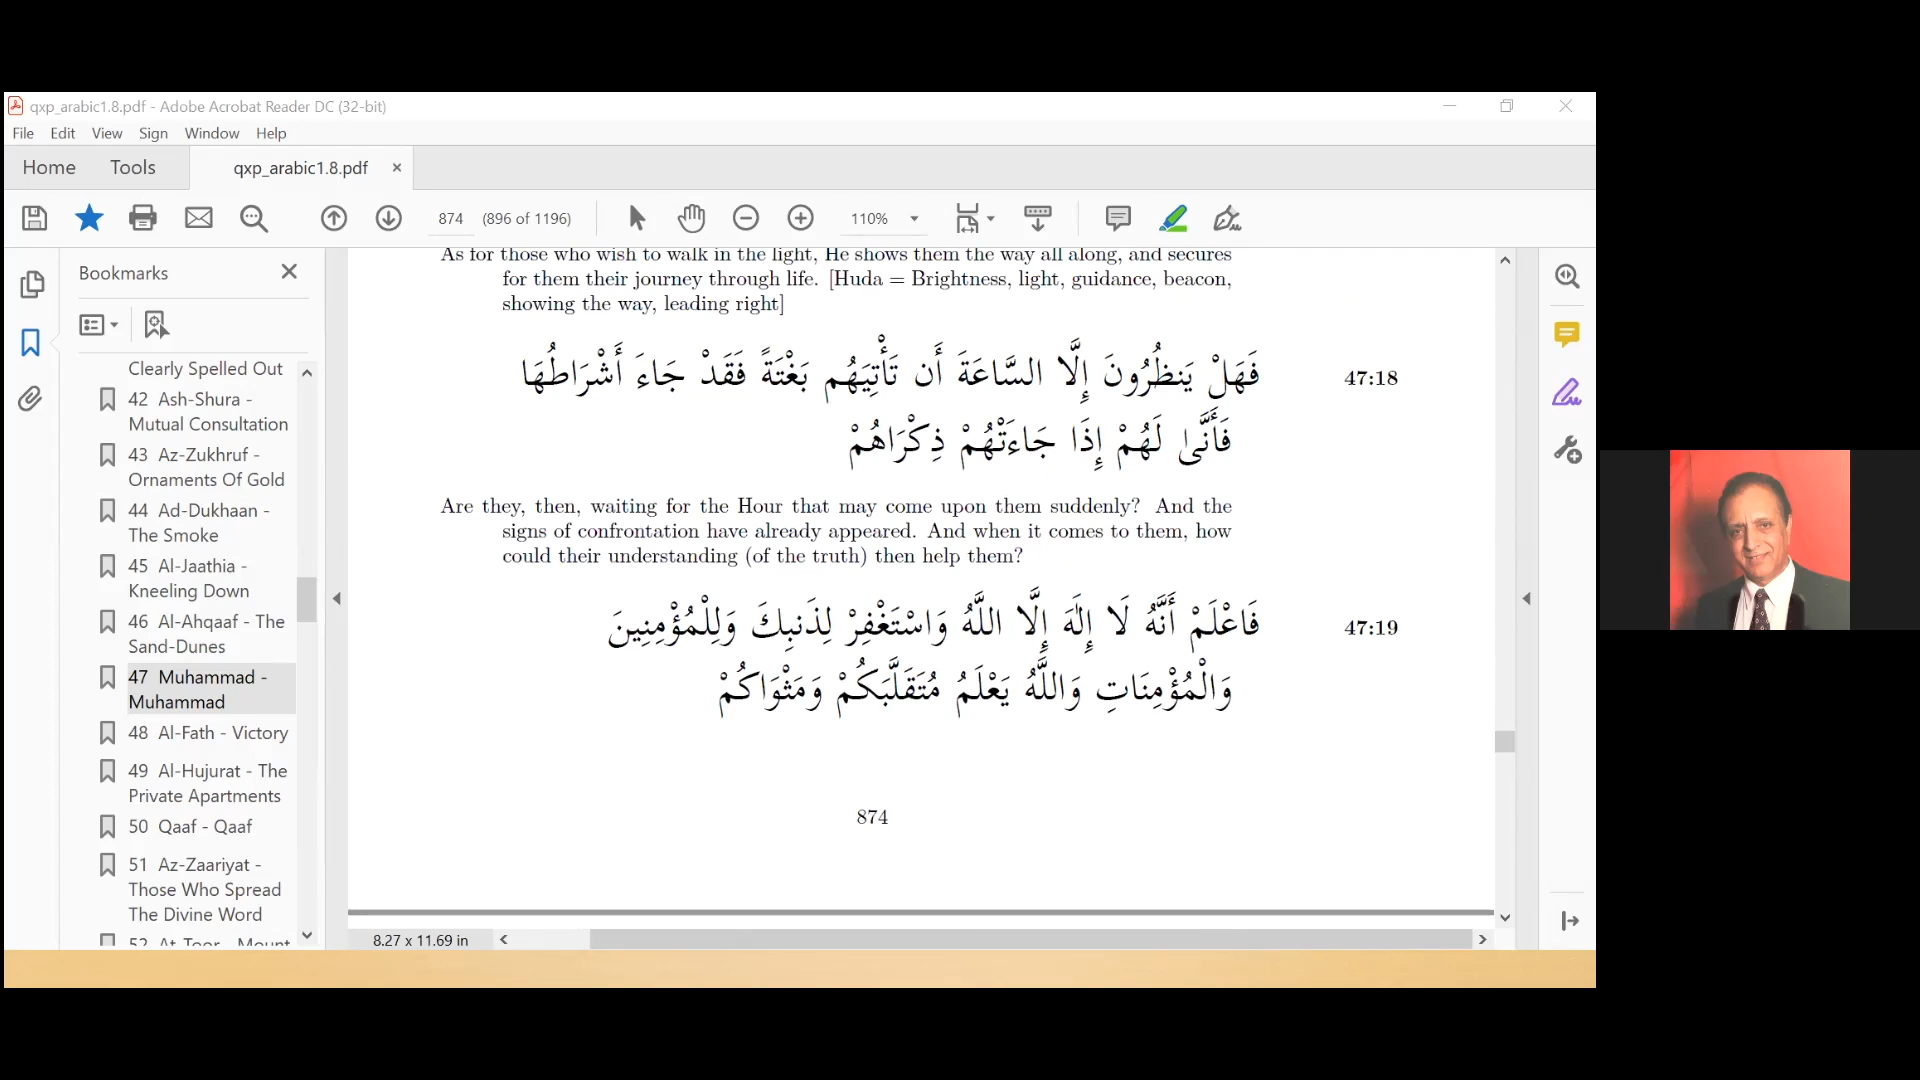 qxp_arabic1.8.pdf - Adobe Acrobat Reader DC (32-bit)
File Edit View Sign Window Help
Home Tools qxp_arabic1.8.pdf ×
874 (896 of 1196) 110%
Bookmarks
Clearly Spelled Out
42 Ash-Shura -
Mutual Consultation
43 Az-Zukhruf -
Ornaments Of Gold
44 Ad-Dukhaan -
The Smoke
45 Al-Jaathia -
Kneeling Down
46 Al-Ahqaaf - The
Sand-Dunes
47 Muhammad -
Muhammad
48 Al-Fath - Victory
49 Al-Hujurat - The
Private Apartments
50 Qaaf - Qaaf
51 Az-Zaariyat -
Those Who Spread
The Divine Word
52 At-Toor - Mount
As for those who wish to walk in the light, He shows them the way all along, and secures
for them their journey through life. [Huda = Brightness, light, guidance, beacon,
showing the way, leading right]
47:18 فَهَلْ يَنظُرُونَ إِلَّا السَّاعَةَ أَن تَأْتِيَهُم بَغْتَةً فَقَدْ جَاءَ أَشْرَاطُهَا
فَأَنَّىٰ لَهُمْ إِذَا جَاءَتْهُمْ ذِكْرَاهُمْ
Are they, then, waiting for the Hour that may come upon them suddenly? And the
signs of confrontation have already appeared. And when it comes to them, how
could their understanding (of the truth) then help them?
47:19 فَاعْلَمْ أَنَّهُ لَا إِلَٰهَ إِلَّا اللَّهُ وَاسْتَغْفِرْ لِذَنبِكَ وَلِلْمُؤْمِنِينَ
وَالْمُؤْمِنَاتِ وَاللَّهُ يَعْلَمُ مُتَقَلَّبَكُمْ وَمَثْوَاكُمْ
874
8.27 x 11.69 in